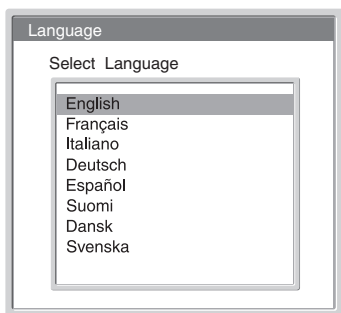 Language
Select Language
English
Français
Italiano
Deutsch
Español
Suomi
Dansk
Svenska